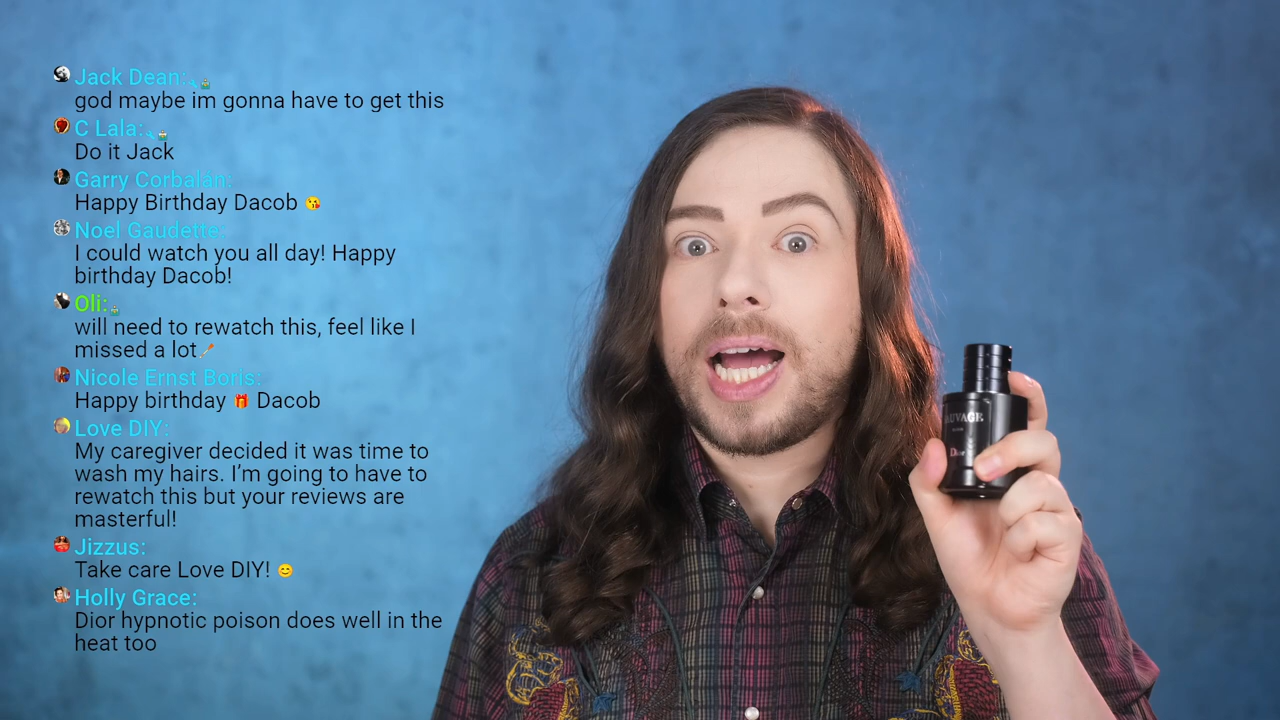 Jack Dean:
god maybe im gonna have to get this
C Lala:
Do it Jack
Garry Corbalán:
Happy Birthday Dacob 😘
Noel Gaudette:
I could watch you all day! Happy
birthday Dacob!
Oli:
will need to rewatch this, feel like I
missed a lot
Nicole Ernst Boris:
Happy birthday 🎁 Dacob
Love DIY:
My caregiver decided it was time to
wash my hairs. I'm going to have to
rewatch this but your reviews are
masterful!
Jizzus:
Take care Love DIY! 😊
Holly Grace:
Dior hypnotic poison does well in the
heat too
SAUVAGE
Dior